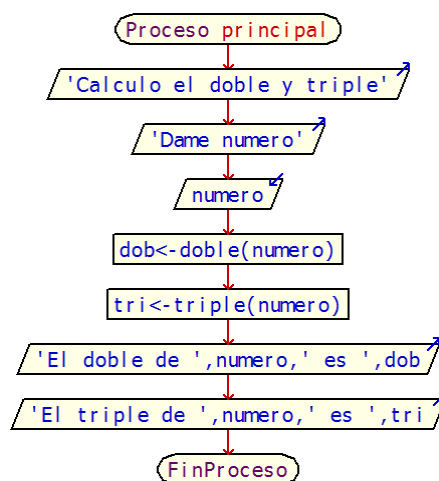 Proceso principal
'Calculo el doble y triple'
'Dame numero'
numero
dob<-doble(numero)
tri<-triple(numero)
'El doble de ',numero,' es ',dob
'El triple de ',numero,' es ',tri
FinProceso